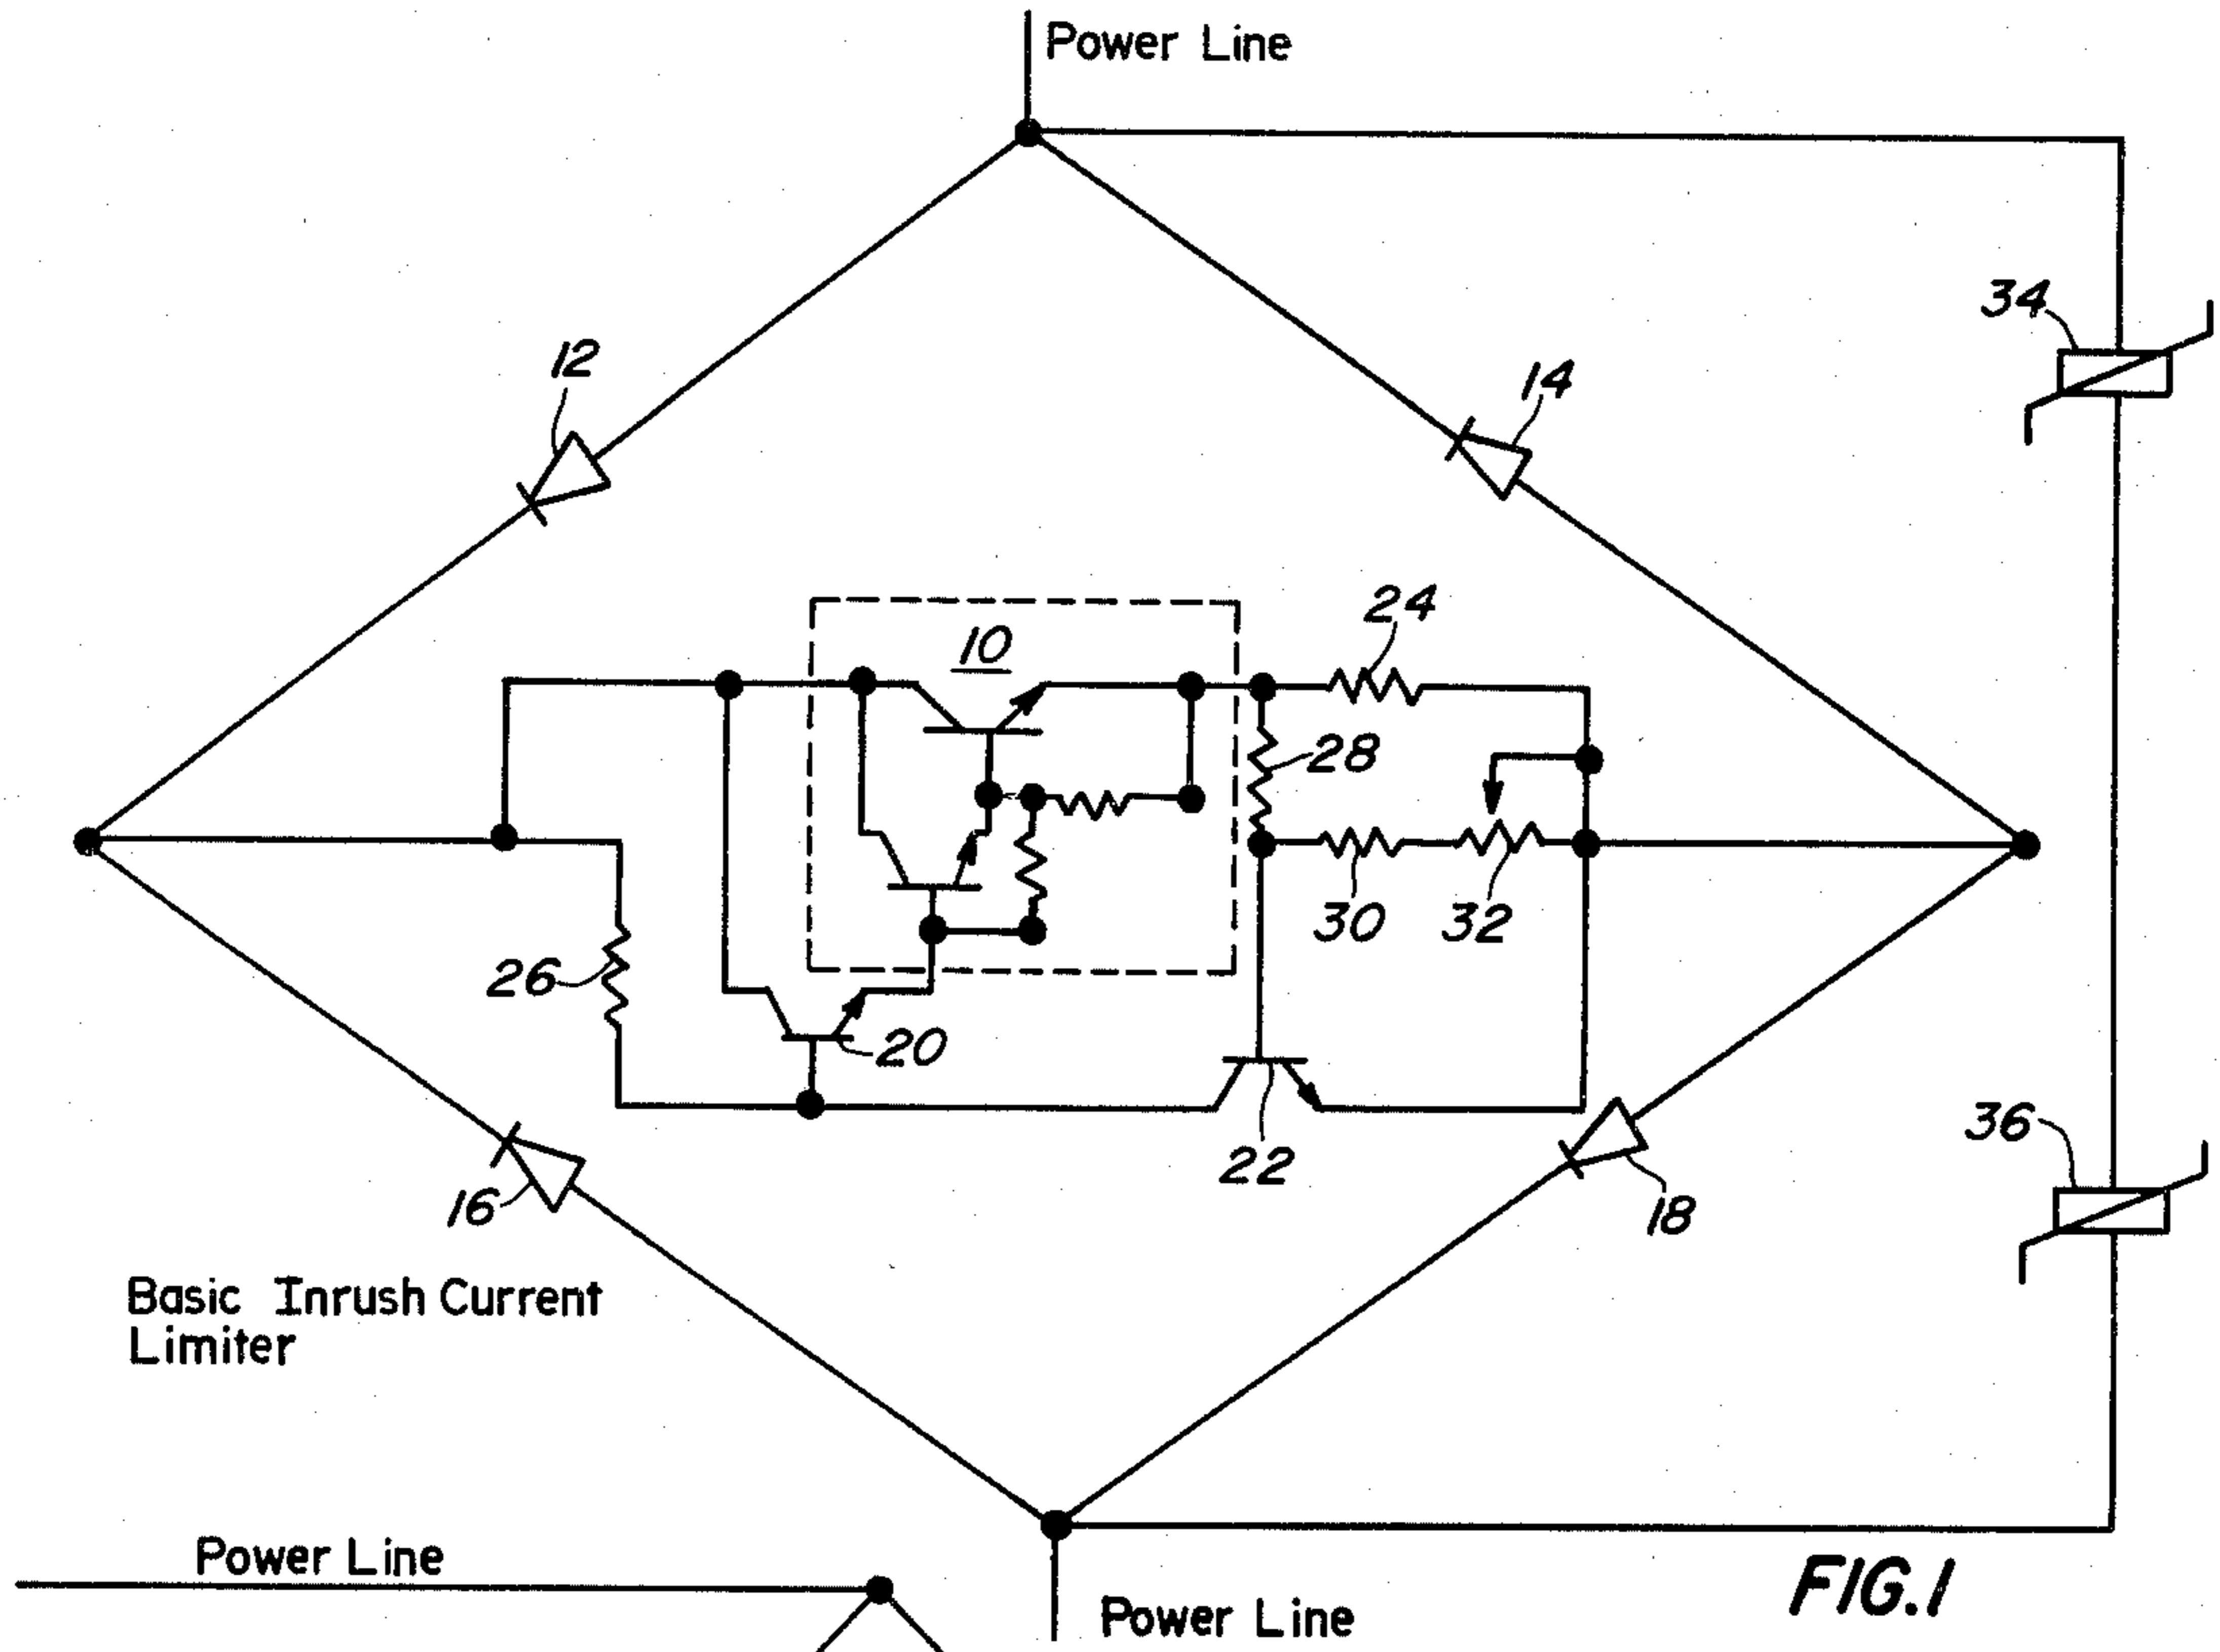 Power Line
34
12
14
24
10
28
30
32
26
20
22
36
16
18
Basic Inrush Current
Limiter
Power Line
FIG.1
Power Line